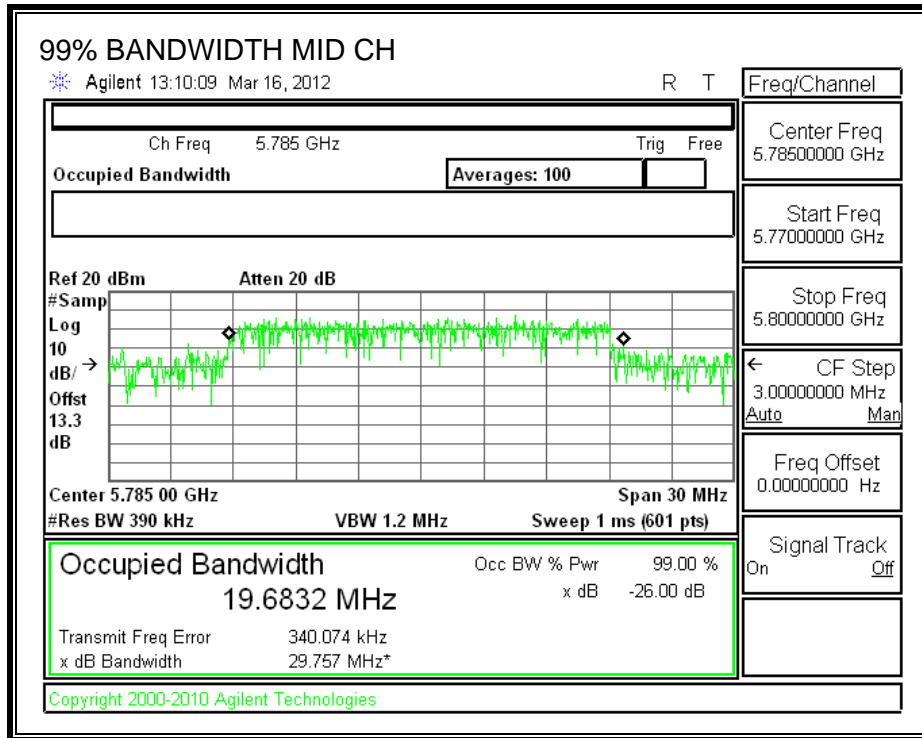 99% BANDWIDTH MID CH
Agilent 13:10:09 Mar 16, 2012 R T
Ch Freq 5.785 GHz Trig Free
Occupied Bandwidth Averages: 100
Ref 20 dBm Atten 20 dB
#Samp
Log
10
dB/
Offst
13.3
dB
Center 5.785 00 GHz Span 30 MHz
#Res BW 390 kHz VBW 1.2 MHz Sweep 1 ms (601 pts)
Occupied Bandwidth Occ BW % Pwr 99.00 %
19.6832 MHz x dB -26.00 dB
Transmit Freq Error 340.074 kHz
x dB Bandwidth 29.757 MHz*
Copyright 2000-2010 Agilent Technologies
Freq/Channel
Center Freq
5.78500000 GHz
Start Freq
5.77000000 GHz
Stop Freq
5.80000000 GHz
CF Step
3.00000000 MHz
Auto Man
Freq Offset
0.00000000 Hz
Signal Track
On Off